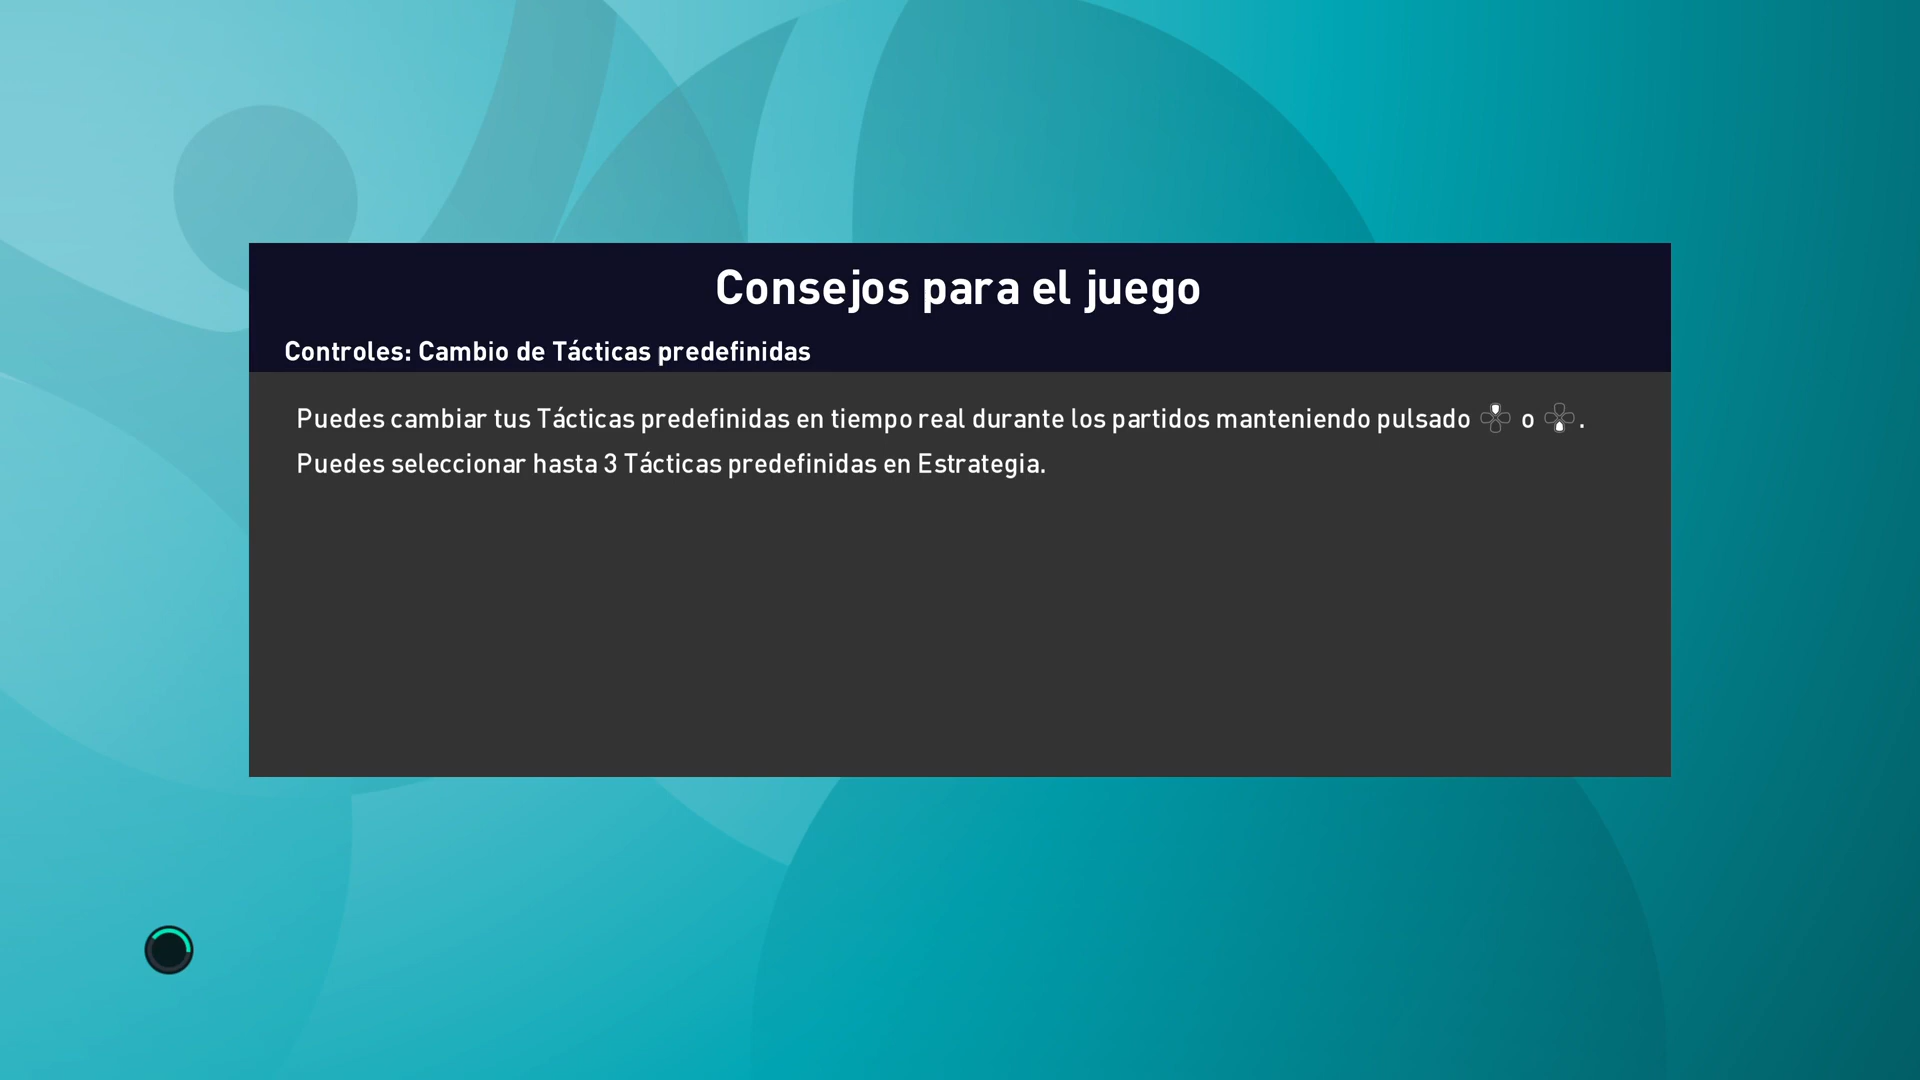 Consejos para el juego
Controles: Cambio de Tácticas predefinidas
Puedes cambiar tus Tácticas predefinidas en tiempo real durante los partidos manteniendo pulsado o .
Puedes seleccionar hasta 3 Tácticas predefinidas en Estrategia.